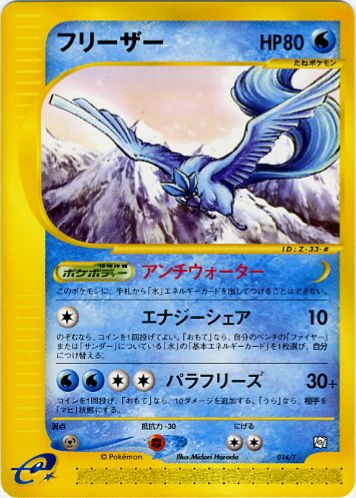 フリーザー
HP80
たねポケモン
ID:Z-33-#
特殊能力
ポケボディー
アンチウォーター
このポケモンに、手札から「水」エネルギーカードを出してつけることはできない。
エナジーシェア 10
のぞむなら、コインを1回投げてよい。「おもて」なら、自分のベンチの「ファイヤー」
または「サンダー」についている「水」の「基本エネルギーカード」を1枚選び、自分
につけ替える。
パラフリーズ 30+
コインを1回投げ、「おもて」なら、10ダメージを追加する。「うら」なら、相手を
「マヒ」状態にする。
弱点 抵抗力・30 にげる
© Pokémon Illus.Midori Harada 014/T
e